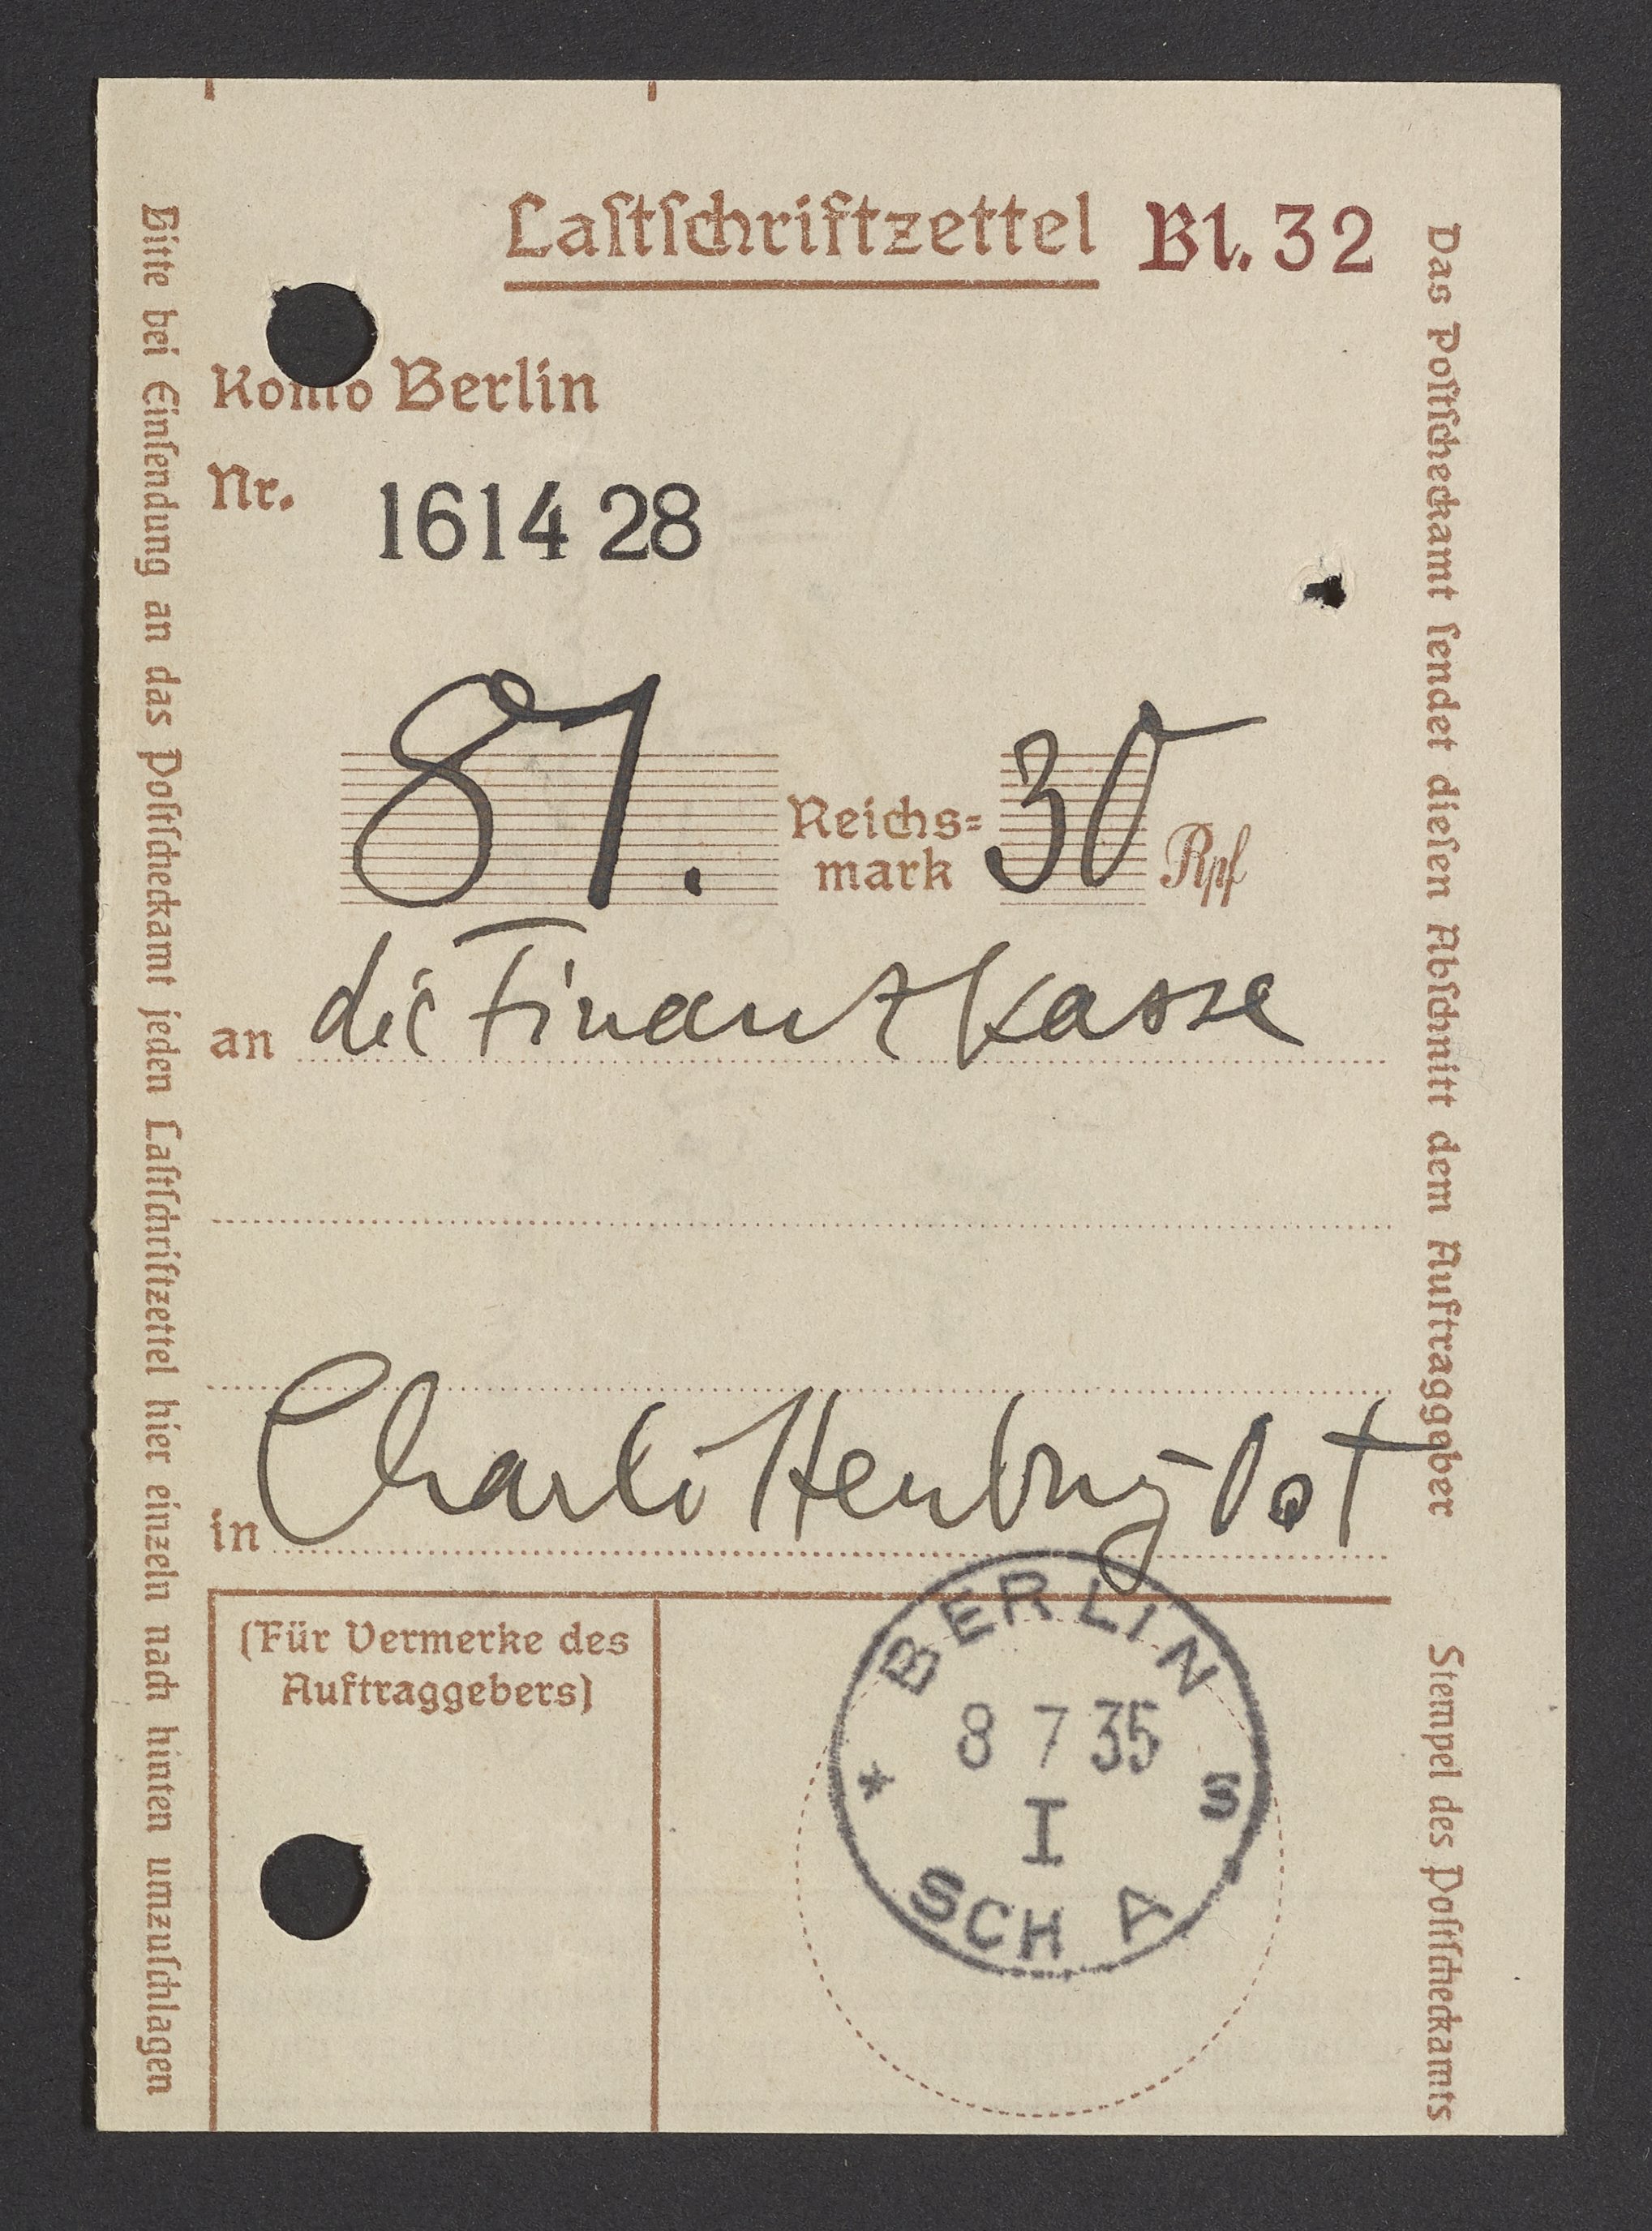 Laſtſchriftzettel Bl. 32
Konto Berlin
Nr. 1614 28
81. Reichs=
mark 30 Rpf
an die Finanzkasse
in Charlottenburg-Ost
(Für Vermerke des
Auftraggebers)
BERLIN
8 7 35
* I s
SCH A
Bitte bei Einſendung an das Poſtſcheckamt jeden Laſtſchriftzettel hier einzeln nach hinten umzuſchlagen
Das Poſtſcheckamt ſendet dieſen Abſchnitt dem Auftraggeber
Stempel des Poſtſcheckamts